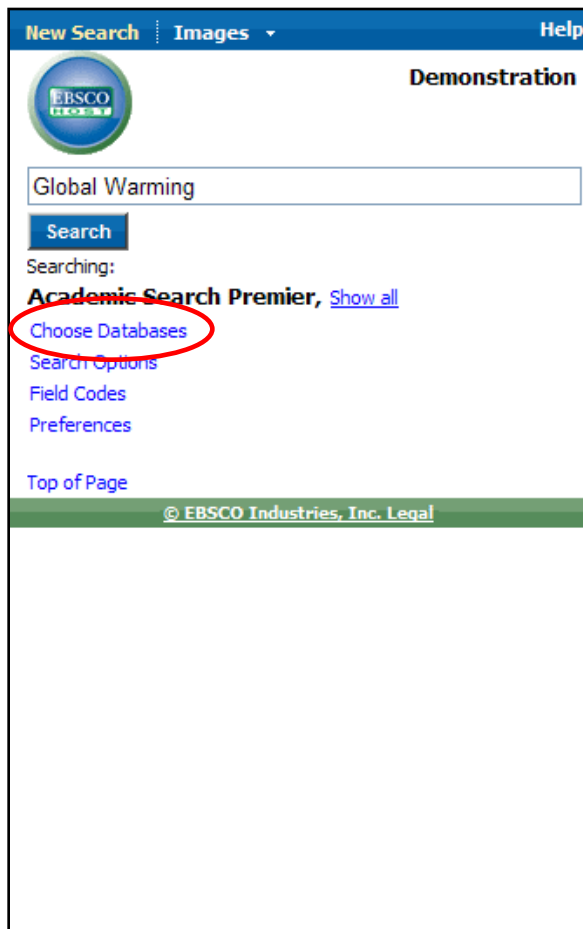 New Search Images Help
EBSCO
HOST
Demonstration
Global Warming
Search
Searching:
Academic Search Premier, Show all
Choose Databases
Search Options
Field Codes
Preferences
Top of Page
© EBSCO Industries, Inc. Legal